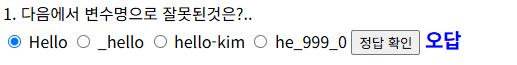 1. 다음에서 변수명으로 잘못된것은?..
Hello _hello hello-kim he_999_0 정답 확인 오답